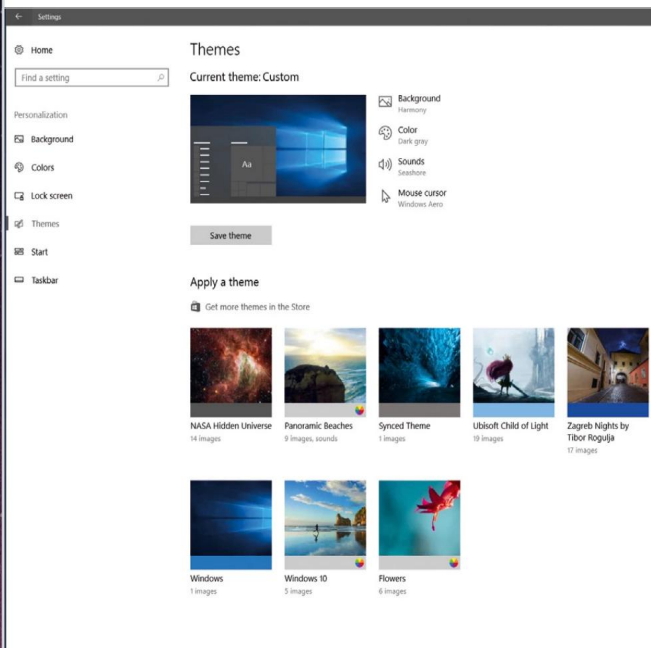 Settings
Home
Find a setting
Personalization
Background
Colors
Lock screen
Themes
Start
Taskbar
Themes
Current theme: Custom
Aa
Background
Harmony
Color
Dark gray
Sounds
Seashore
Mouse cursor
Windows Aero
Save theme
Apply a theme
Get more themes in the Store
NASA Hidden Universe
14 images
Panoramic Beaches
9 images, sounds
Synced Theme
1 images
Ubisoft Child of Light
19 images
Zagreb Nights by
Tibor Rogulja
17 images
Windows
1 images
Windows 10
5 images
Flowers
6 images